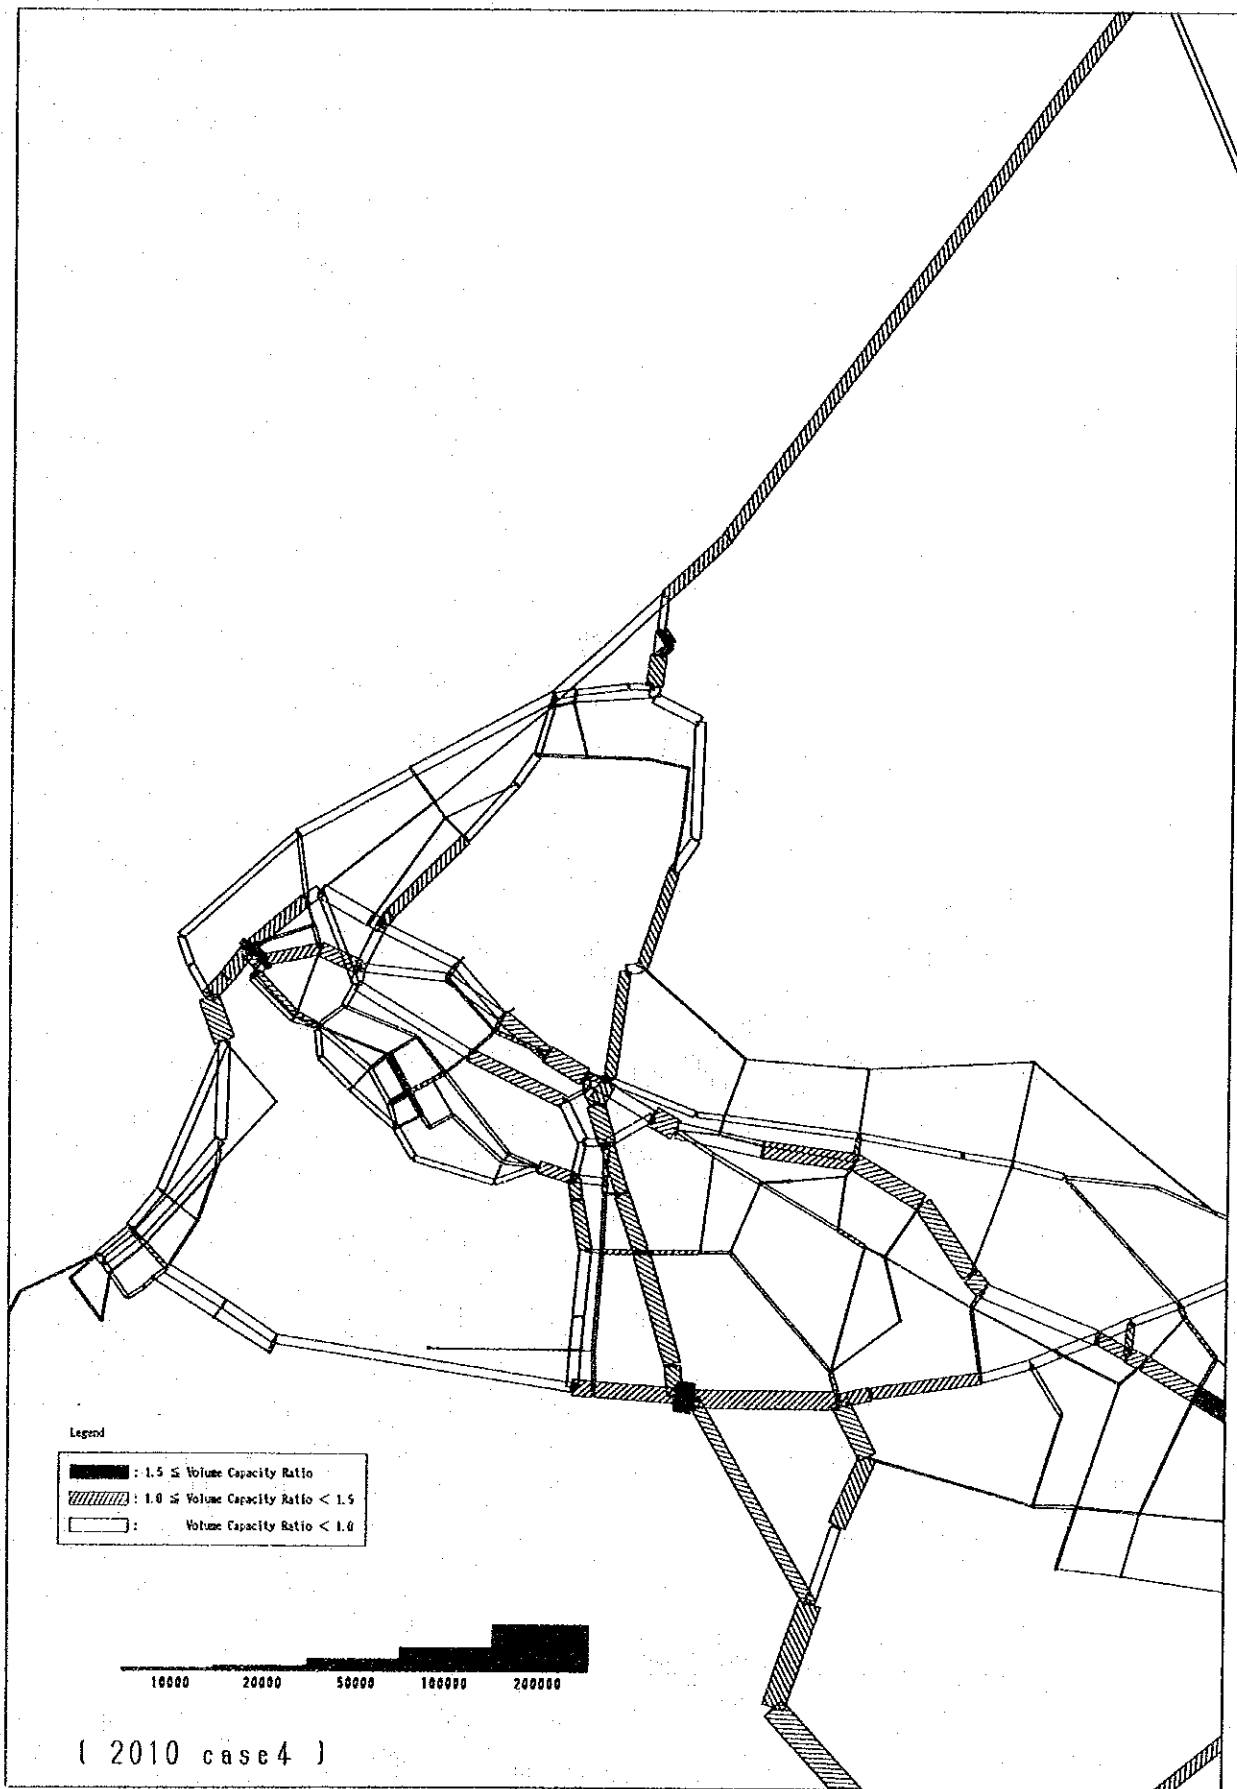 Legend
: 1.5 ≦ Volume Capacity Ratio
: 1.0 ≦ Volume Capacity Ratio < 1.5
: Volume Capacity Ratio < 1.0
10000 20000 50000 100000 200000
( 2010 case4 )